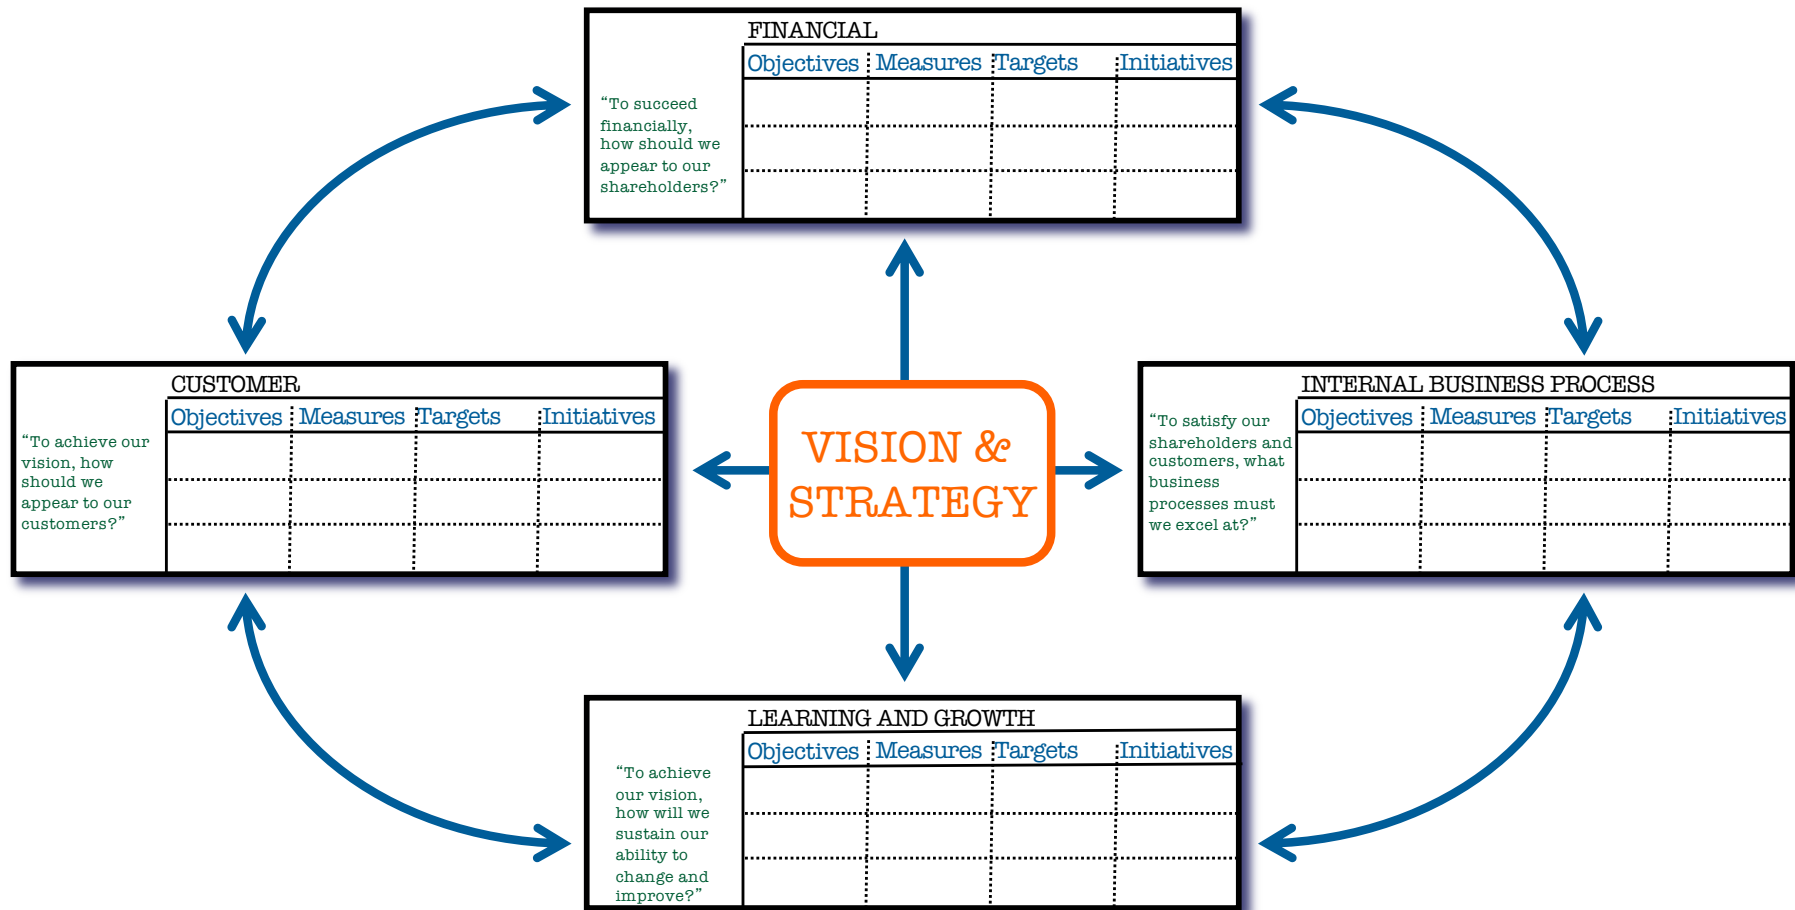 FINANCIAL
Objectives Measures Targets Initiatives
“To succeed
financially,
how should we
appear to our
shareholders?”
CUSTOMER
Objectives Measures Targets Initiatives
“To achieve our
vision, how
should we
appear to our
customers?”
VISION &
STRATEGY
INTERNAL BUSINESS PROCESS
Objectives Measures Targets Initiatives
“To satisfy our
shareholders and
customers, what
business
processes must
we excel at?”
LEARNING AND GROWTH
Objectives Measures Targets Initiatives
“To achieve
our vision,
how will we
sustain our
ability to
change and
improve?”